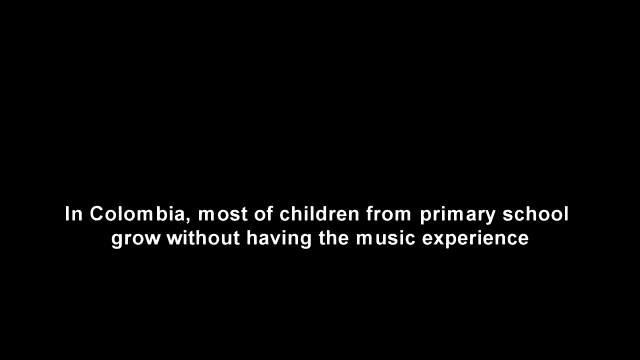 In Colombia, most of children from primary school
grow without having the music experience